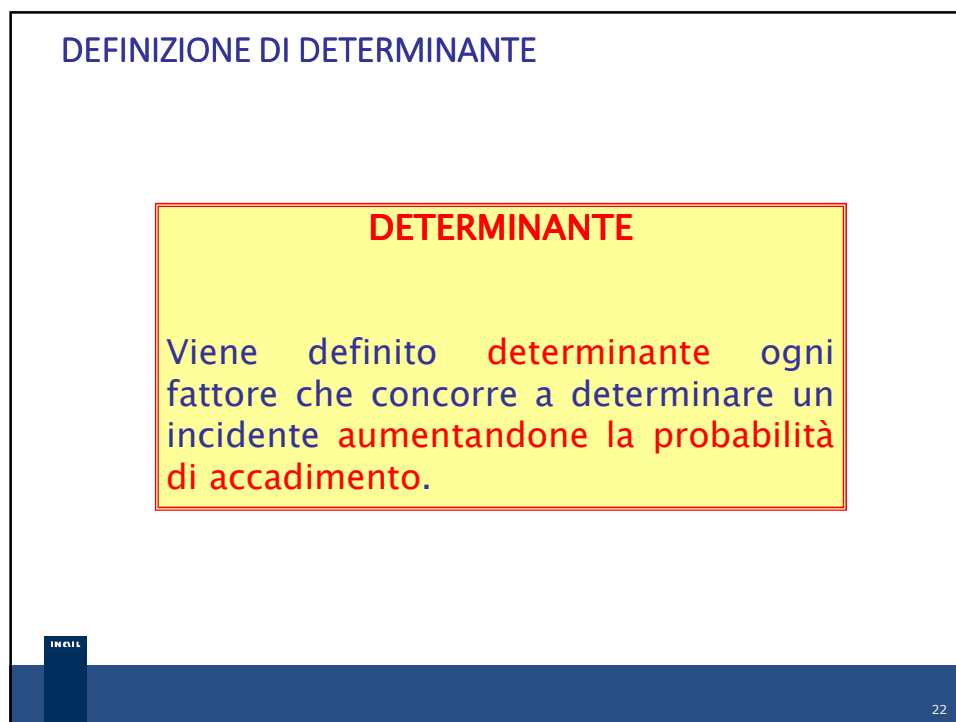 DEFINIZIONE DI DETERMINANTE
DETERMINANTE
Viene definito determinante ogni
fattore che concorre a determinare un
incidente aumentandone la probabilità
di accadimento.
INAIL
22